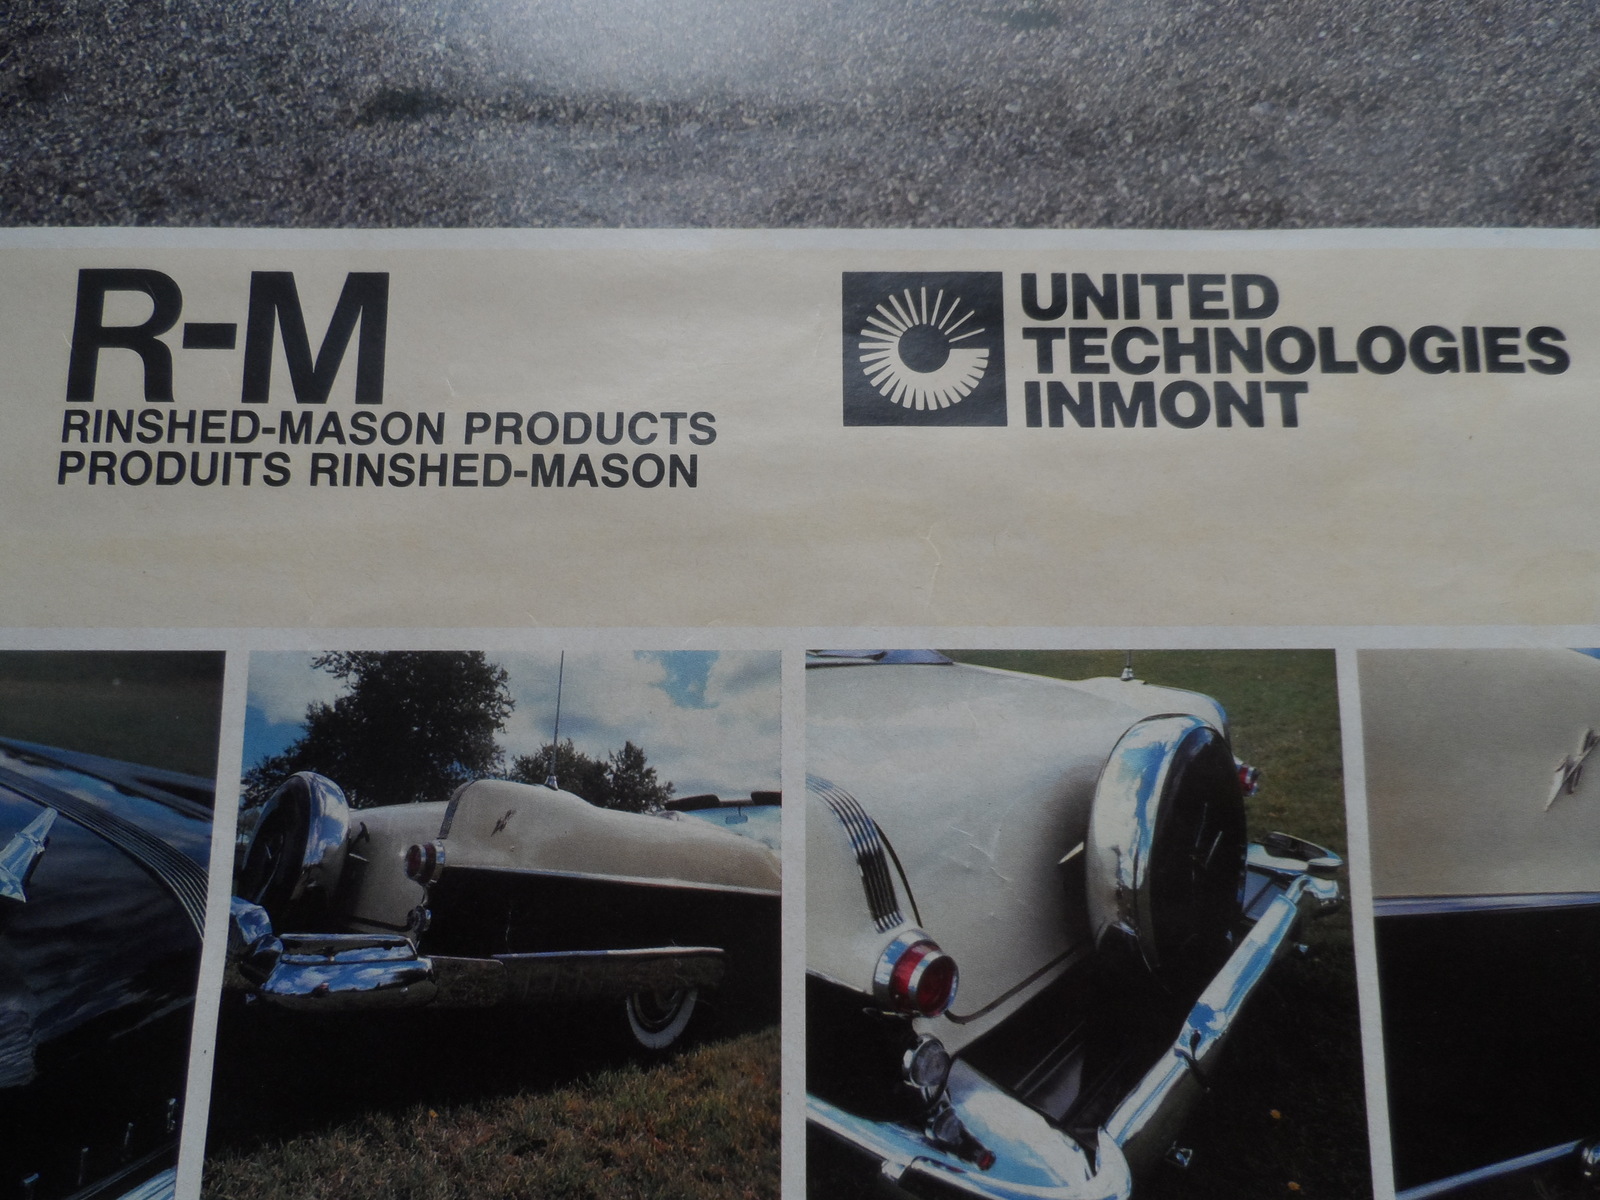 R-M
RINSHED-MASON PRODUCTS
PRODUITS RINSHED-MASON
UNITED
TECHNOLOGIES
INMONT